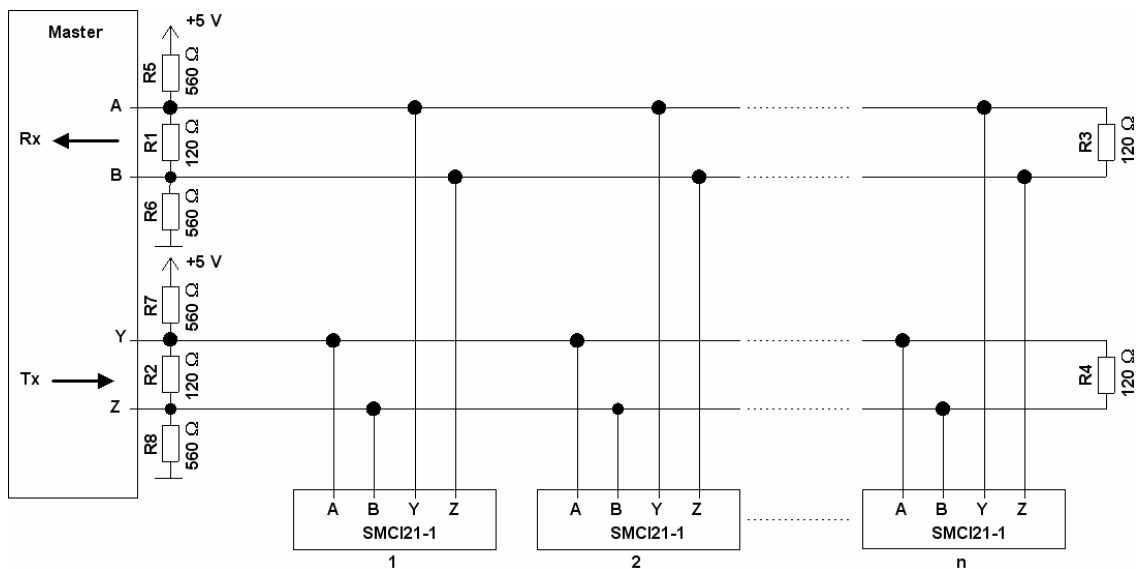 Master
+5 V
R5
560 Ω
A
Rx
R1
120 Ω
R3
120 Ω
B
R6
560 Ω
+5 V
R7
560 Ω
Y
Tx
R2
120 Ω
R4
120 Ω
Z
R8
560 Ω
A B Y Z
SMCI21-1
1
A B Y Z
SMCI21-1
2
A B Y Z
SMCI21-1
n